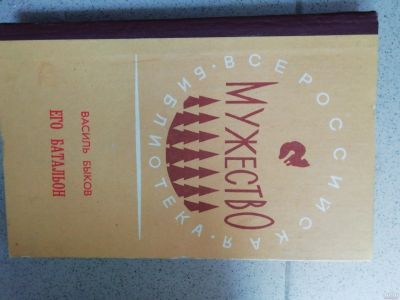 ВСЕРОССИЙСКАЯ · БИБЛИОТЕКА ·
МУЖЕСТВО
ВАСИЛЬ БЫКОВ
ЕГО БАТАЛЬОН